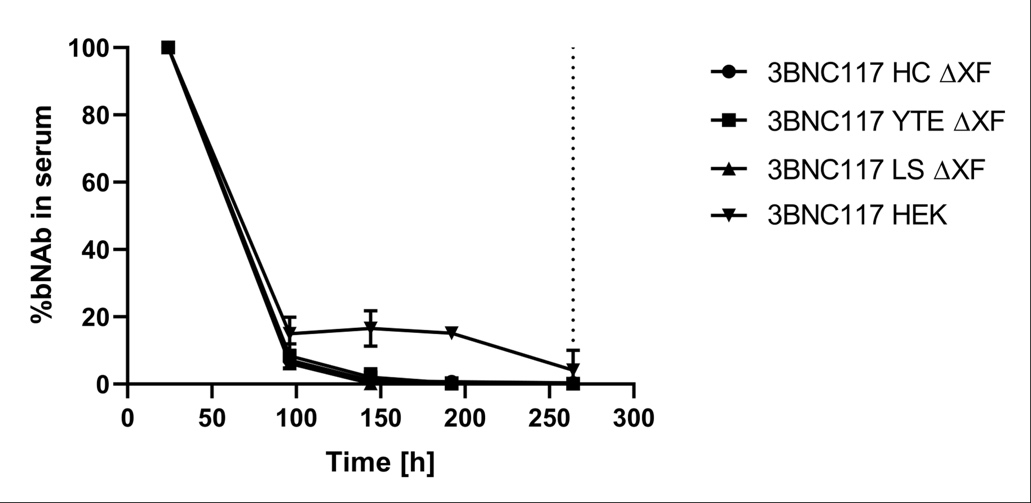 %bNAb in serum
100
80
60
40
20
0
0 50 100 150 200 250 300
Time [h]
3BNC117 HC ΔXF
3BNC117 YTE ΔXF
3BNC117 LS ΔXF
3BNC117 HEK